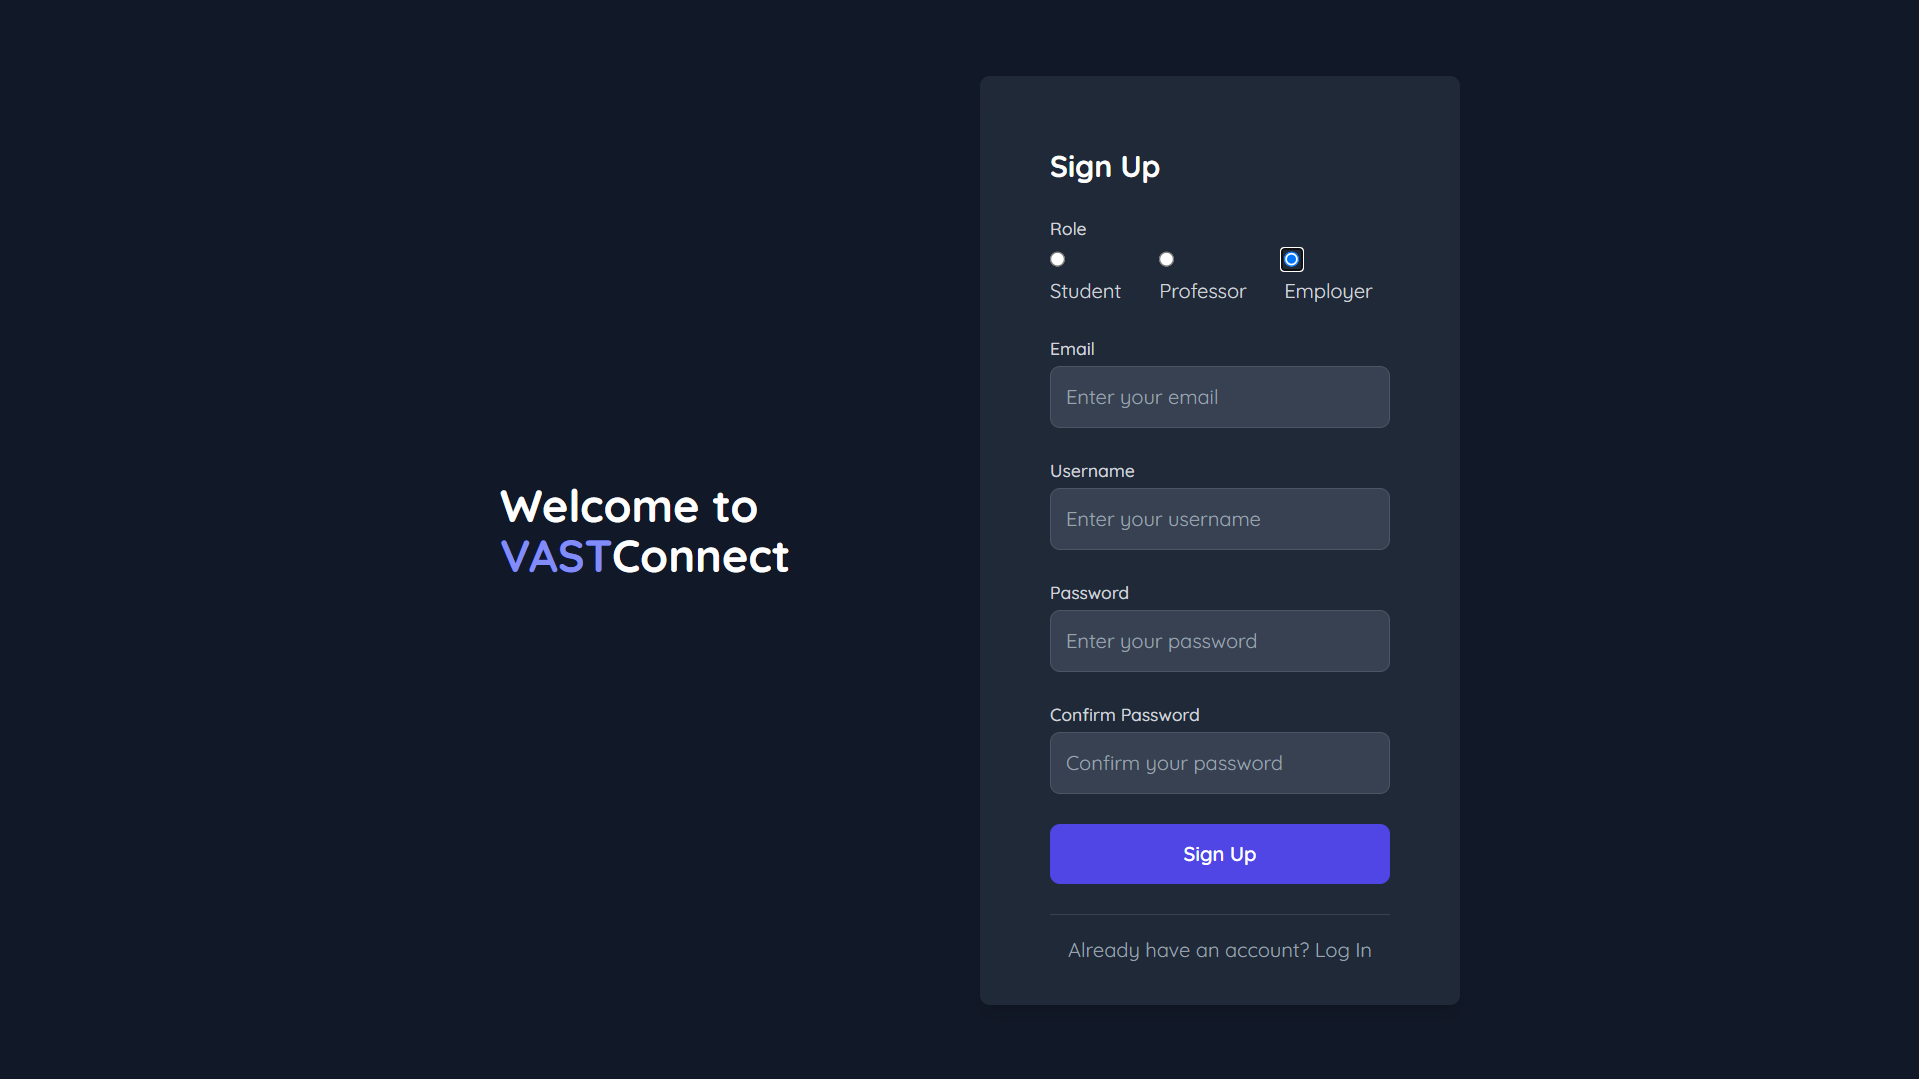 Welcome to
VASTConnect
Sign Up
Role
Student Professor Employer
Email
Enter your email
Username
Enter your username
Password
Enter your password
Confirm Password
Confirm your password
Sign Up
Already have an account? Log In